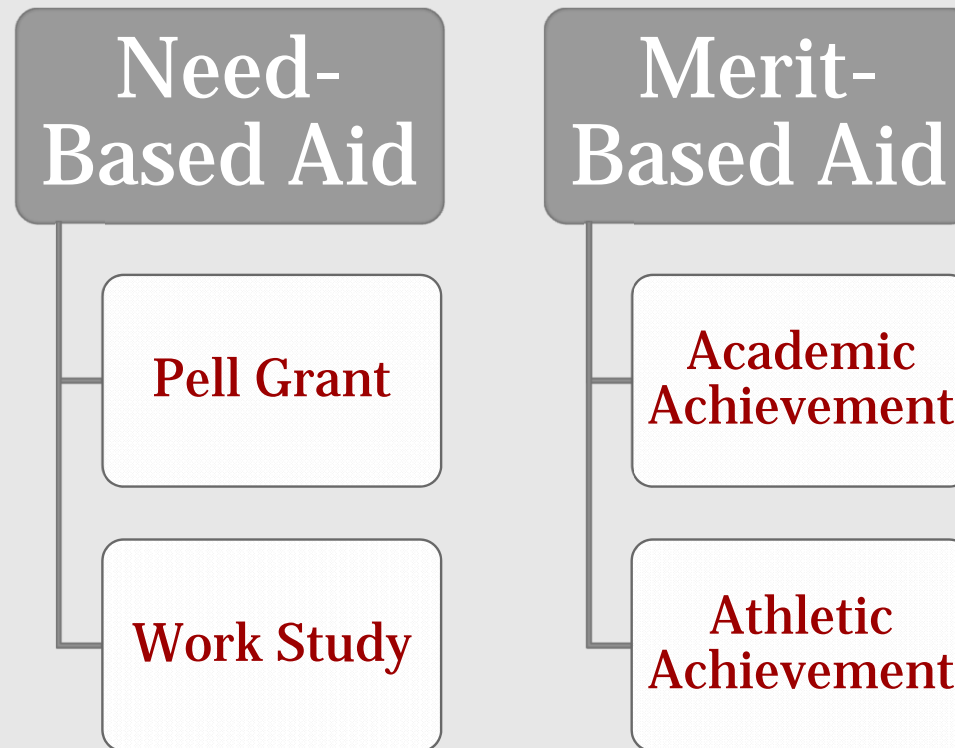 Need-
Based Aid
Pell Grant
Work Study
Merit-
Based Aid
Academic
Achievement
Athletic
Achievement